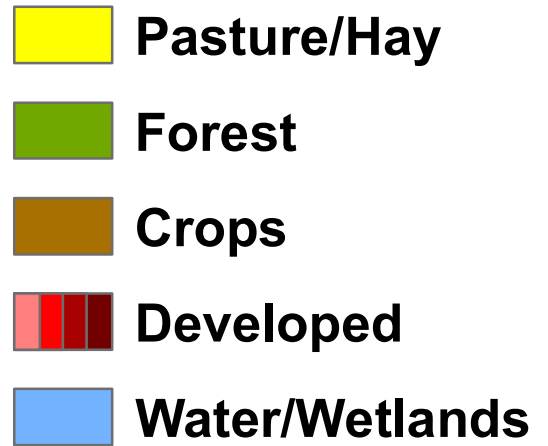 Pasture/Hay
Forest
Crops
Developed
Water/Wetlands